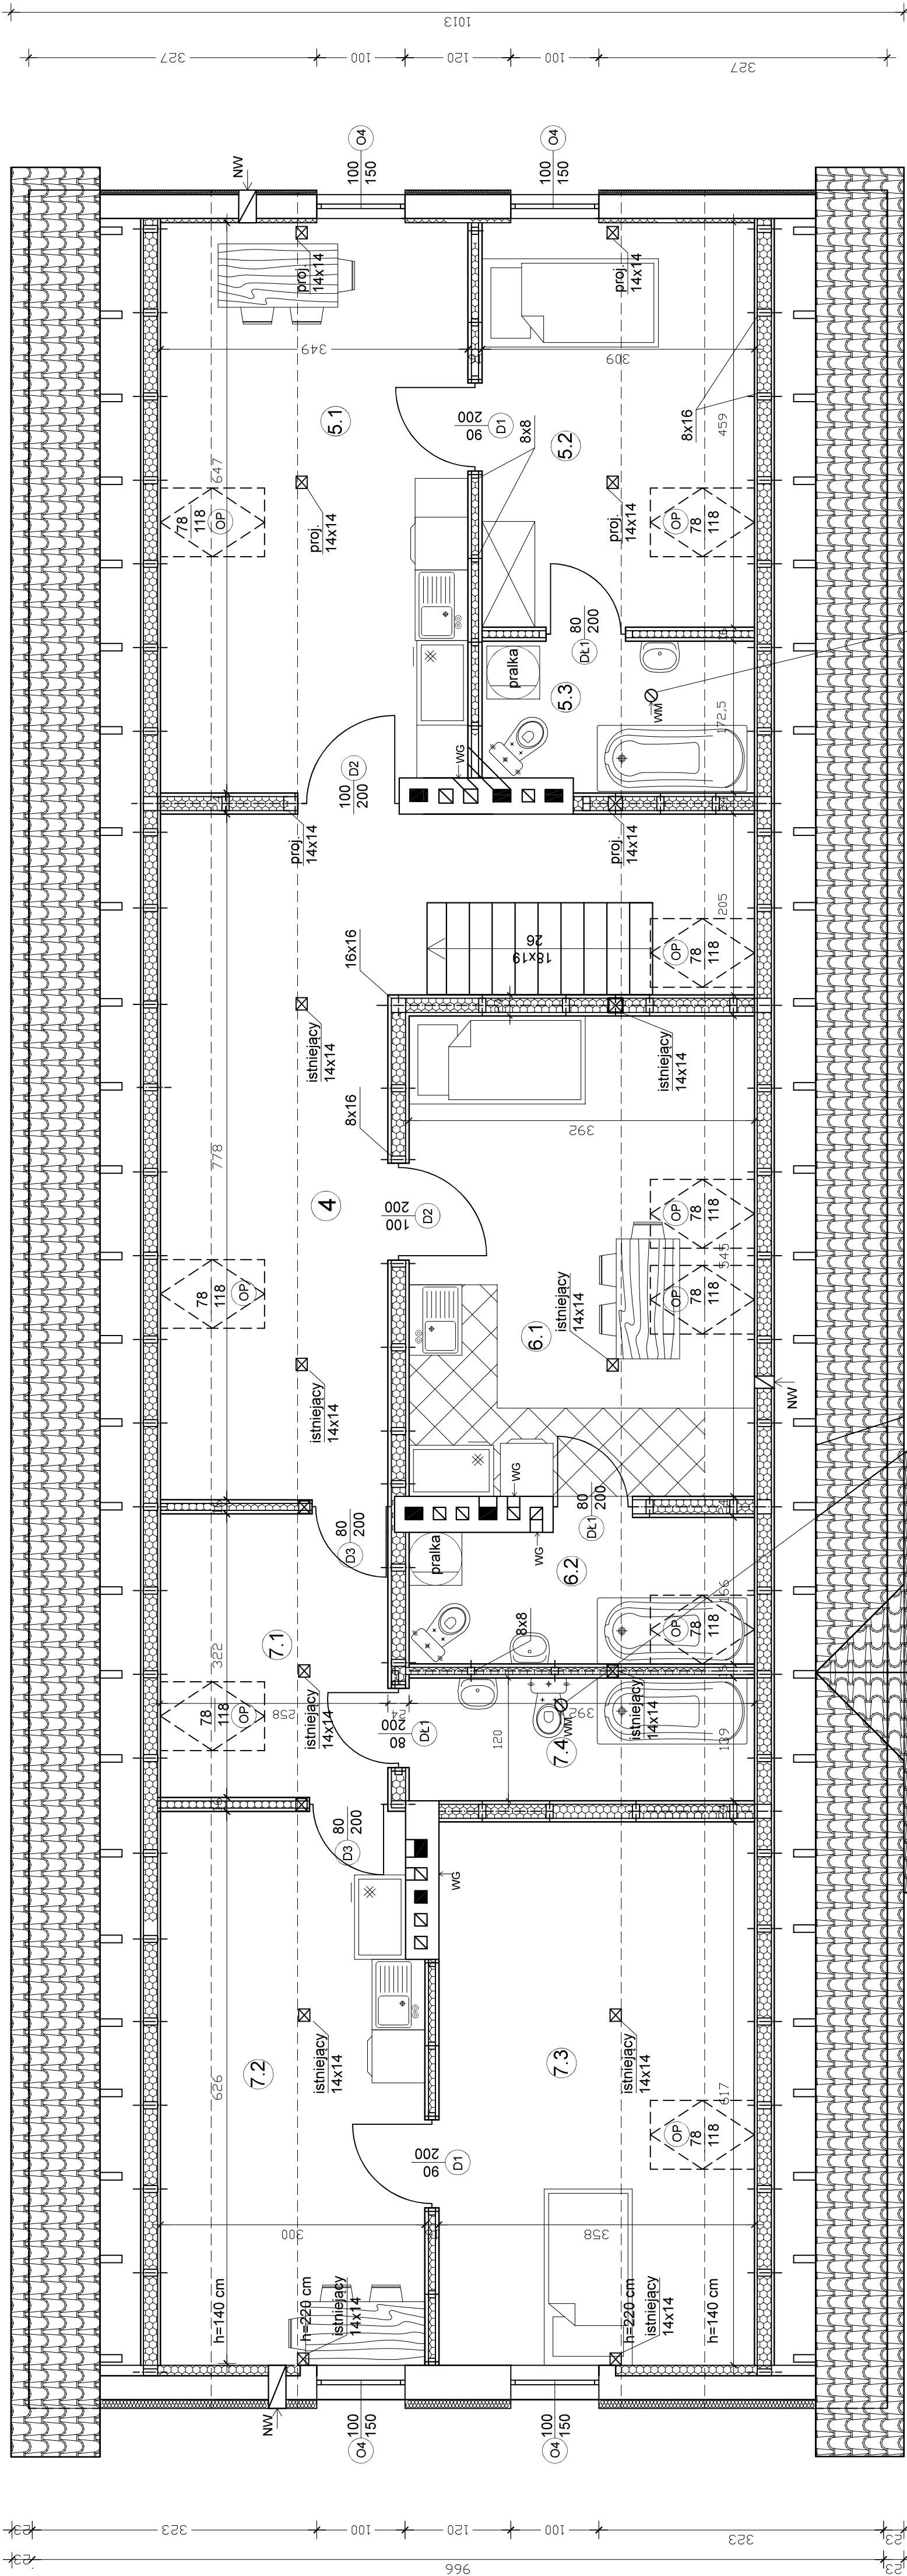 1013
327
100
120
100
327
NW
100
150
O4
100
150
O4
proj.
14x14
proj.
14x14
349
309
5.1
90
200
D1
8x8
5.2
8x16
459
647
78
118
OP
proj.
14x14
proj.
14x14
OP
78
118
80
200
DŁ1
pralka
5.3
WM
172,5
WG
100
200
D2
proj.
14x14
proj.
14x14
205
26
18x19
OP
78
118
16x16
istniejący
14x14
istniejący
14x14
8x16
392
778
4
100
200
D2
OP
78
118
545
78
118
OP
OP
78
118
6.1
istniejący
14x14
istniejący
14x14
NW
WG
80
200
DŁ1
80
200
D3
pralka
WG
6.2
156
8x8
OP
78
118
7.1
322
78
118
OP
258
istniejący
14x14
24
80
200
DŁ1
120
7.4
WM
392
istniejący
14x14
139
80
200
D3
WG
7.2
626
istniejący
14x14
7.3
istniejący
14x14
617
OP
78
118
90
200
D1
300
358
h=140 cm
h=220 cm
istniejący
14x14
h=220 cm
istniejący
14x14
h=140 cm
NW
100
150
O4
100
150
O4
23
323
100
120
100
323
23
23
966
23